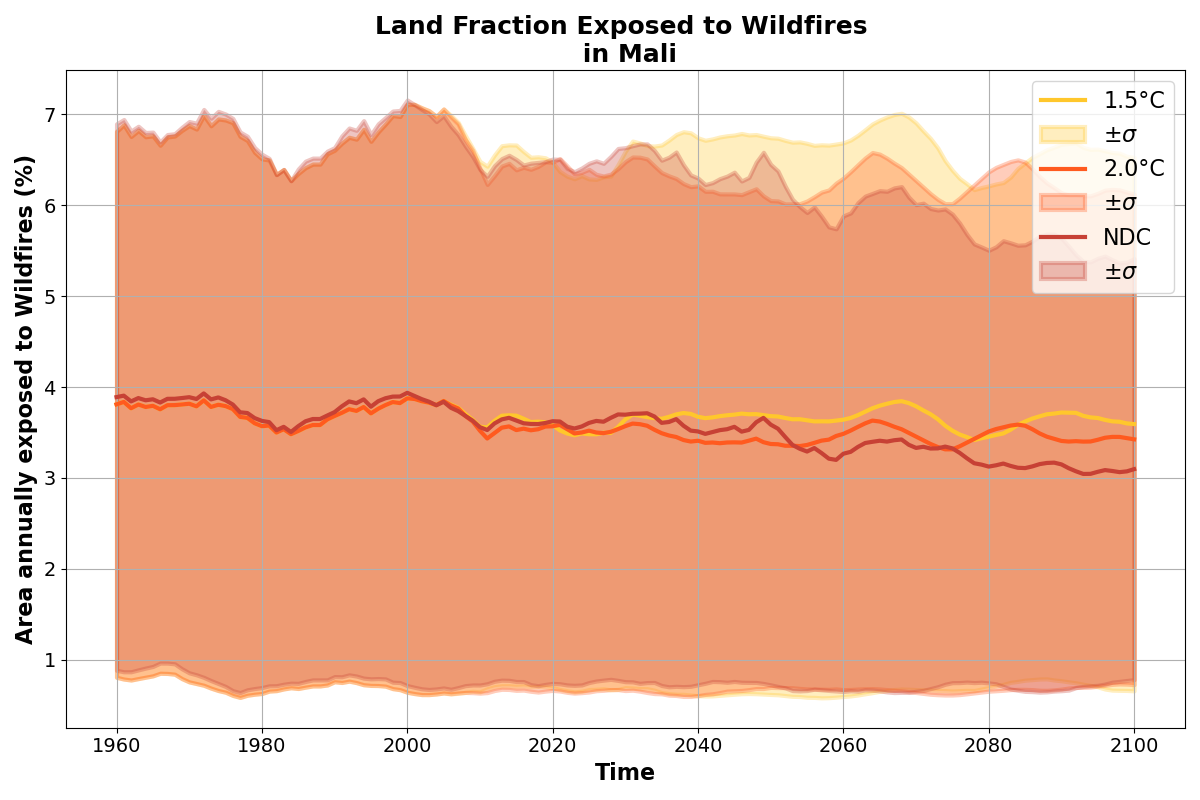 Land Fraction Exposed to Wildfires
in Mali
Area annually exposed to Wildfires (%)
7
6
5
4
3
2
1
1960
1980
2000
2020
2040
2060
2080
2100
Time
1.5°C
±σ
2.0°C
±σ
NDC
±σ